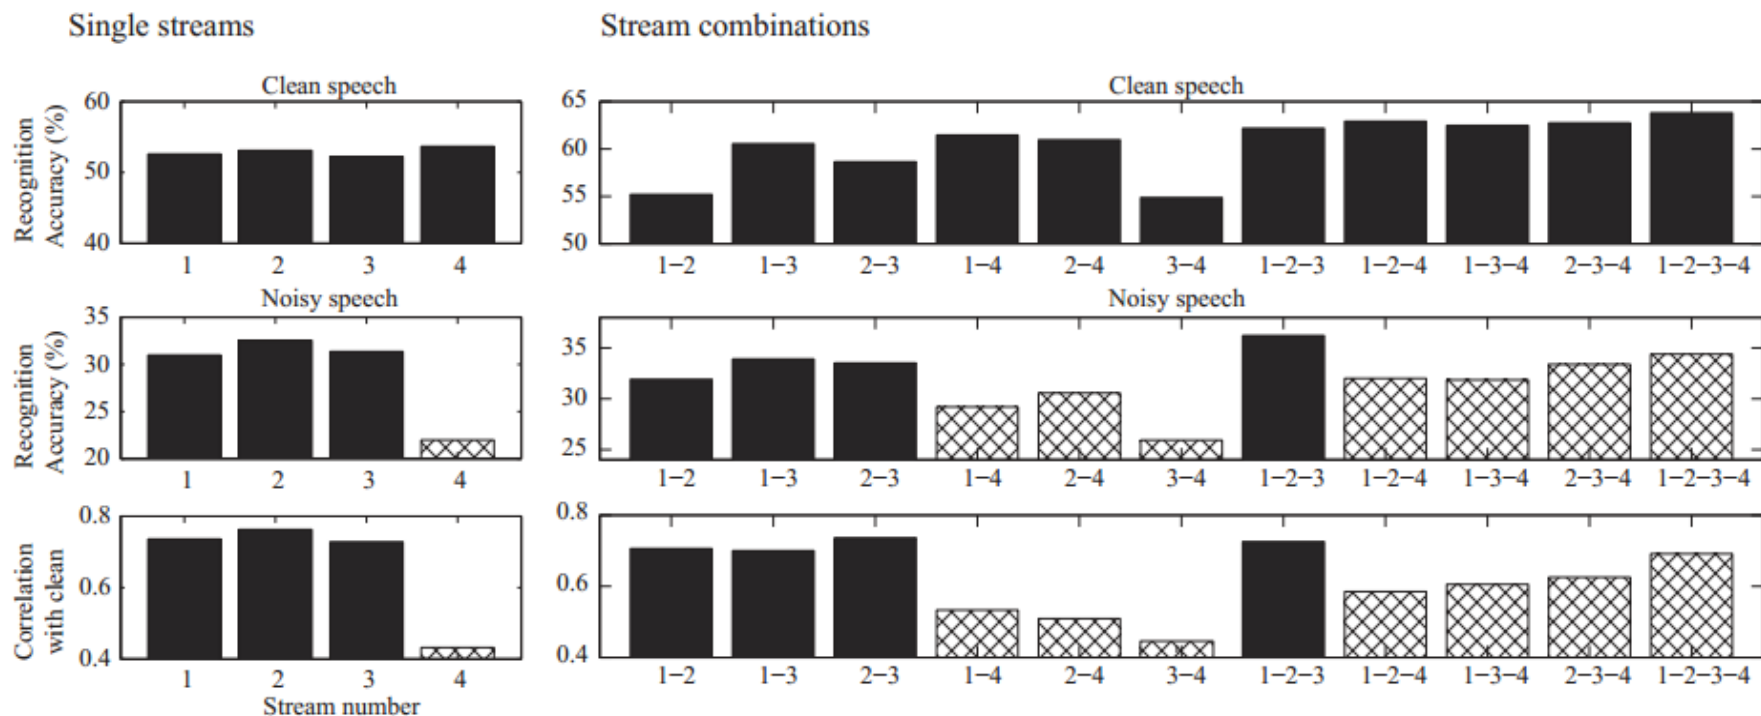 Single streams
Stream combinations
Clean speech
Recognition
Accuracy (%)
60
50
40
1 2 3 4
Clean speech
65
60
55
50
1−2 1−3 2−3 1−4 2−4 3−4 1−2−3 1−2−4 1−3−4 2−3−4 1−2−3−4
Noisy speech
Recognition
Accuracy (%)
35
30
25
20
1 2 3 4
Noisy speech
35
30
25
1−2 1−3 2−3 1−4 2−4 3−4 1−2−3 1−2−4 1−3−4 2−3−4 1−2−3−4
Correlation
with clean
0.8
0.6
0.4
1 2 3 4
Stream number
0.8
0.6
0.4
1−2 1−3 2−3 1−4 2−4 3−4 1−2−3 1−2−4 1−3−4 2−3−4 1−2−3−4